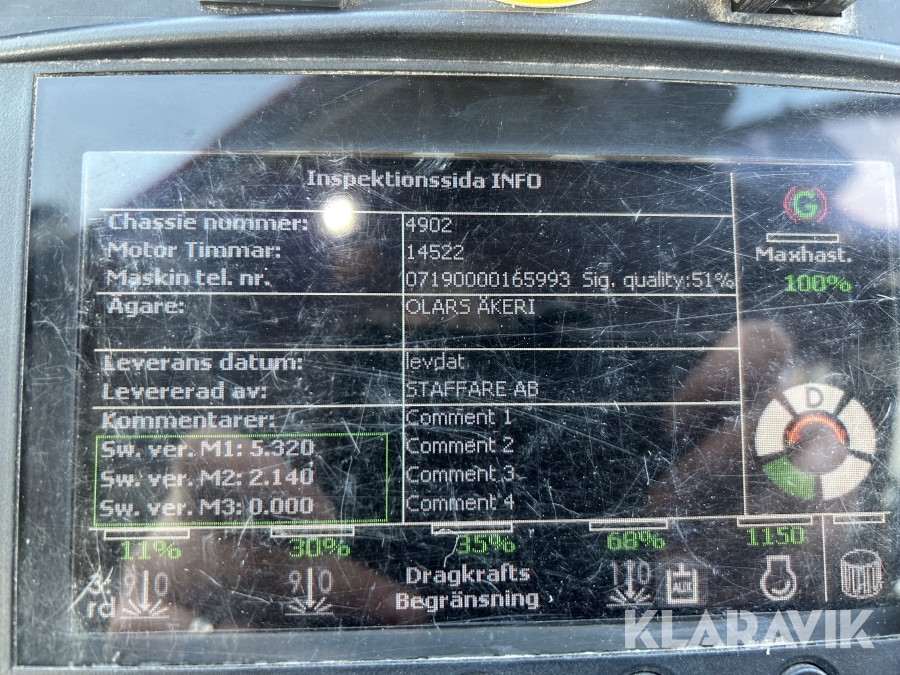 Inspektionssida INFO
Chassie nummer: 4902
Motor Timmar: 14522
Maskin tel. nr. 07190000165993 Sig. quality:51%
Ägare: OLARS ÅKERI
Leverans datum: levdat
Levererad av: STAFFARE AB
Kommentarer: Comment 1
Sw. ver. M1: 5.320 Comment 2
Sw. ver. M2: 2.140 Comment 3
Sw. ver. M3: 0.000 Comment 4
G
Maxhast.
100%
D
11% 30% 35% 68% 1150
rd
Dragkrafts
Begränsning
KLARAVIK